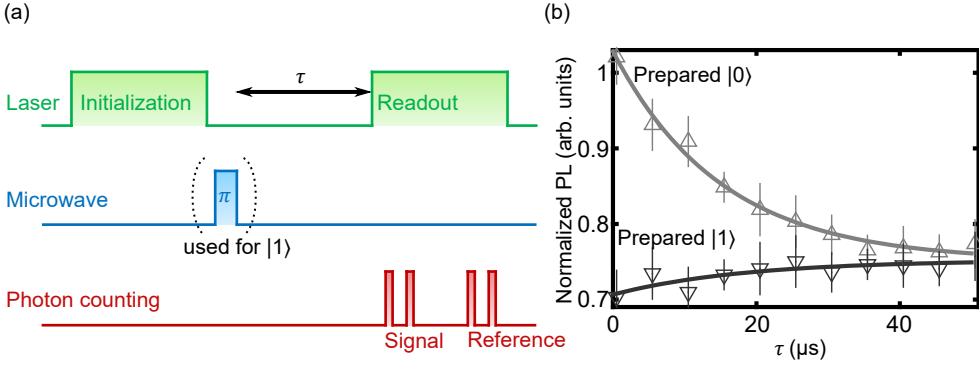 (a)
τ
Laser
Initialization
Readout
Microwave
π
used for |1⟩
Photon counting
Signal
Reference
(b)
Normalized PL (arb. units)
1
0.9
0.8
0.7
Prepared |0⟩
Prepared |1⟩
0
20
40
τ (μs)